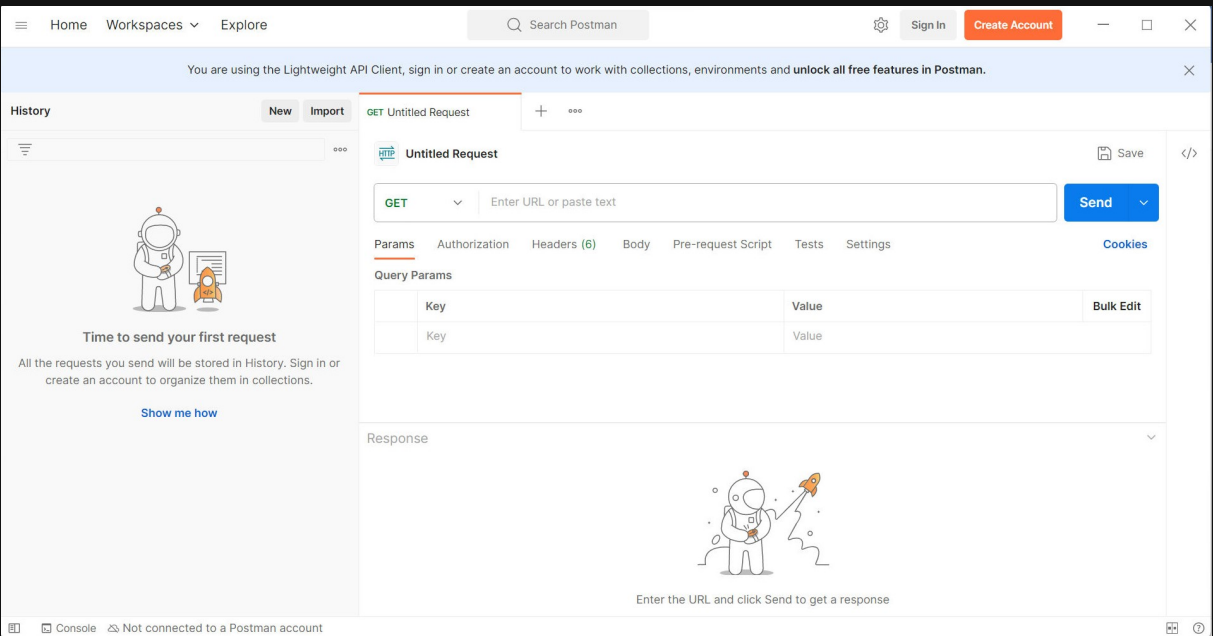 Home Workspaces Explore Search Postman Sign In Create Account
You are using the Lightweight API Client, sign in or create an account to work with collections, environments and unlock all free features in Postman.
History New Import
GET Untitled Request
HTTP Untitled Request Save </>
GET Enter URL or paste text Send
Params Authorization Headers (6) Body Pre-request Script Tests Settings Cookies
Query Params
Key Value Bulk Edit
Key Value
</>
Time to send your first request
All the requests you send will be stored in History. Sign in or
create an account to organize them in collections.
Show me how
Response
Enter the URL and click Send to get a response
Console Not connected to a Postman account